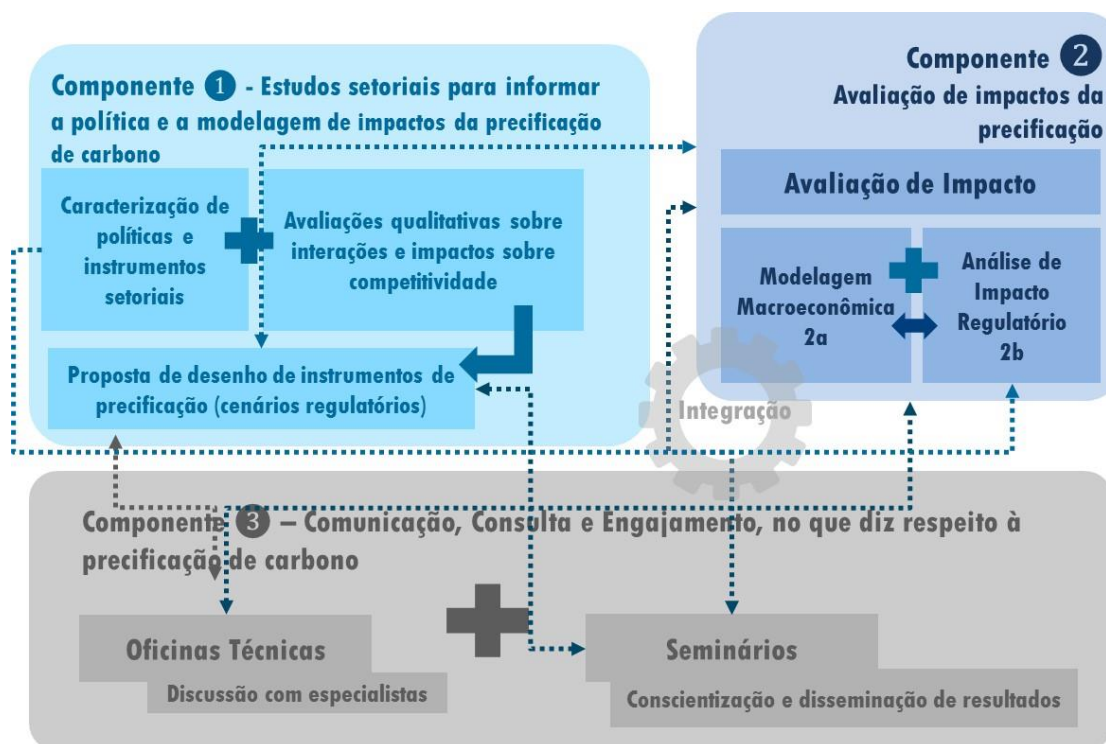 Componente 1 - Estudos setoriais para informar
a política e a modelagem de impactos da precificação
de carbono
Caracterização de
políticas e
instrumentos
setoriais
Avaliações qualitativas sobre
interações e impactos sobre
competitividade
Proposta de desenho de instrumentos de
precificação (cenários regulatórios)
Componente 2
Avaliação de impactos da
precificação
Avaliação de Impacto
Modelagem
Macroeconômica
2a
Análise de
Impacto
Regulatório
2b
Integração
Componente 3 – Comunicação, Consulta e Engajamento, no que diz respeito à
precificação de carbono
Oficinas Técnicas
Discussão com especialistas
Seminários
Conscientização e disseminação de resultados